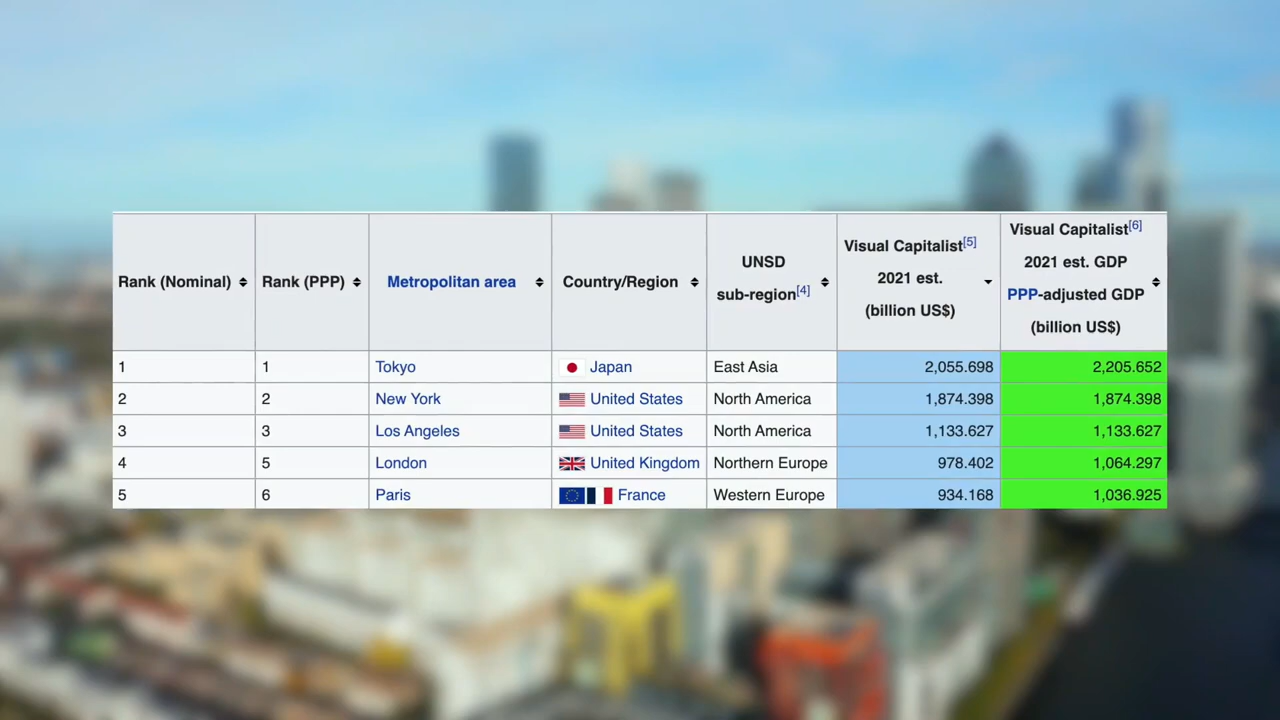 Rank (Nominal) Rank (PPP) Metropolitan area Country/Region UNSD sub-region[4] Visual Capitalist[5] 2021 est. (billion US$) Visual Capitalist[6] 2021 est. GDP PPP-adjusted GDP (billion US$)
1 1 Tokyo Japan East Asia 2,055.698 2,205.652
2 2 New York United States North America 1,874.398 1,874.398
3 3 Los Angeles United States North America 1,133.627 1,133.627
4 5 London United Kingdom Northern Europe 978.402 1,064.297
5 6 Paris France Western Europe 934.168 1,036.925